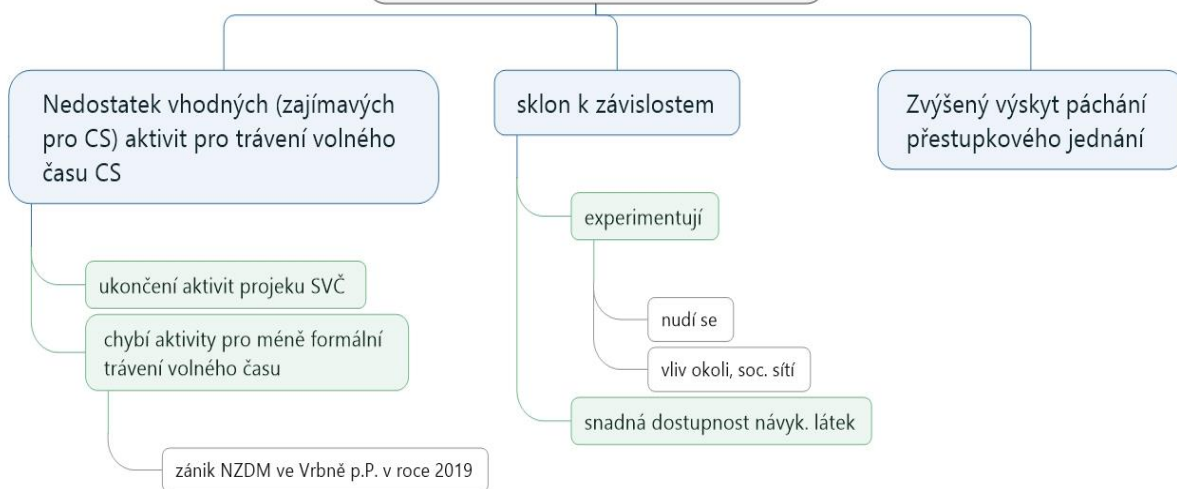 Nedostatek vhodných (zajímavých
pro CS) aktivit pro trávení volného
času CS
ukončení aktivit projeku SVČ
chybí aktivity pro méně formální
trávení volného času
zánik NZDM ve Vrbně p.P. v roce 2019
sklon k závislostem
experimentují
nudí se
vliv okoli, soc. sítí
snadná dostupnost návyk. látek
Zvýšený výskyt páchání
přestupkového jednání